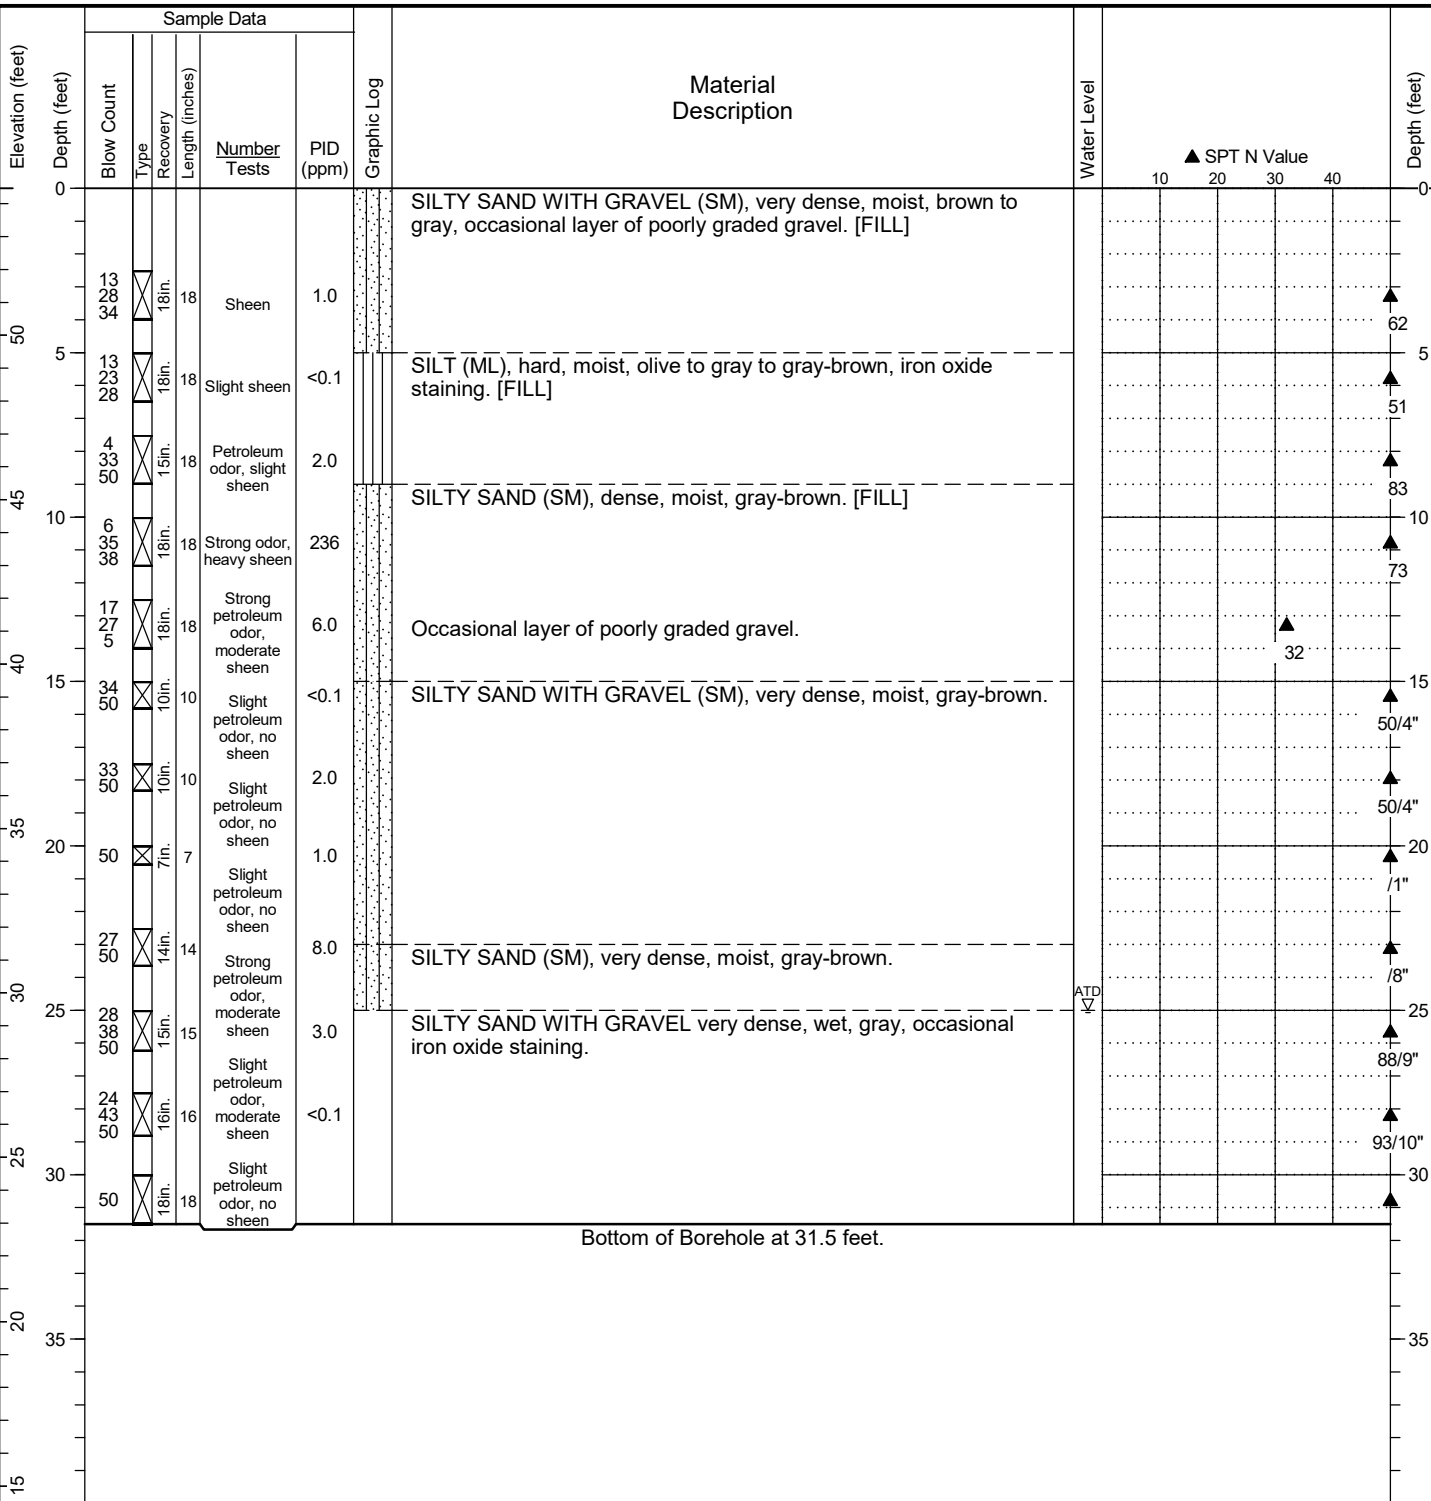 Sample Data
Elevation (feet)
Depth (feet)
Blow Count
Type
Recovery
Length (inches)
Number
Tests
PID
(ppm)
Graphic Log
Material
Description
Water Level
▲ SPT N Value
10 20 30 40
Depth (feet)
0
SILTY SAND WITH GRAVEL (SM), very dense, moist, brown to
gray, occasional layer of poorly graded gravel. [FILL]
0
13
28
34
18in.
18
Sheen
1.0
62
50
5
13
23
28
18in.
18
Slight sheen
<0.1
SILT (ML), hard, moist, olive to gray to gray-brown, iron oxide
staining. [FILL]
5
51
4
33
50
15in.
18
Petroleum
odor, slight
sheen
2.0
83
45
SILTY SAND (SM), dense, moist, gray-brown. [FILL]
10
6
35
38
18in.
18
Strong odor,
heavy sheen
236
10
73
17
27
5
18in.
18
Strong
petroleum
odor,
moderate
sheen
6.0
Occasional layer of poorly graded gravel.
32
40
15
34
50
10in.
10
Slight
petroleum
odor, no
sheen
<0.1
SILTY SAND WITH GRAVEL (SM), very dense, moist, gray-brown.
15
50/4"
33
50
10in.
10
Slight
petroleum
odor, no
sheen
2.0
50/4"
35
20
50
7in.
7
Slight
petroleum
odor, no
sheen
1.0
20
/1"
27
50
14in.
14
Strong
petroleum
odor,
moderate
sheen
8.0
SILTY SAND (SM), very dense, moist, gray-brown.
/8"
30
ATD
25
28
38
50
15in.
15
Slight
petroleum
odor,
moderate
sheen
3.0
SILTY SAND WITH GRAVEL very dense, wet, gray, occasional
iron oxide staining.
25
88/9"
24
43
50
16in.
16
Slight
petroleum
odor, no
sheen
<0.1
93/10"
25
30
50
18in.
18
30
Bottom of Borehole at 31.5 feet.
20
35
35
15